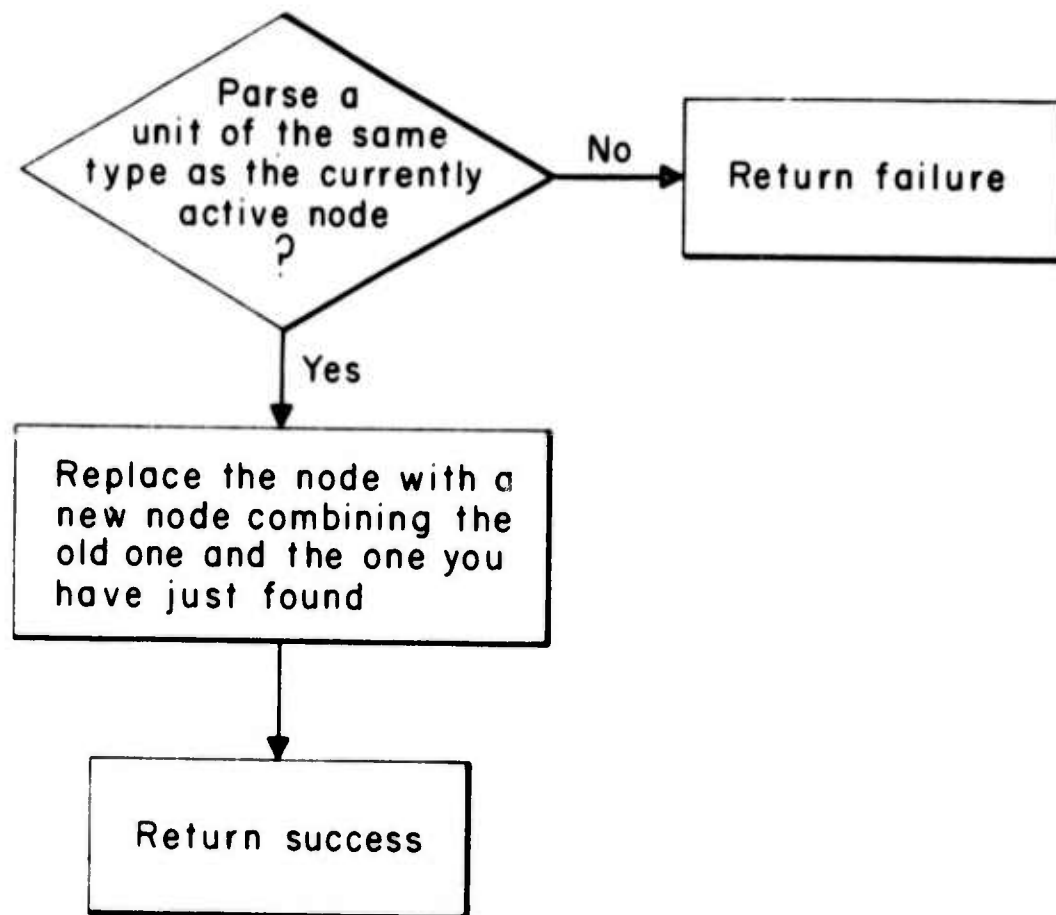 Parse a
unit of the same
type as the currently
active node
?
No
Return failure
Yes
Replace the node with a
new node combining the
old one and the one you
have just found
Return success